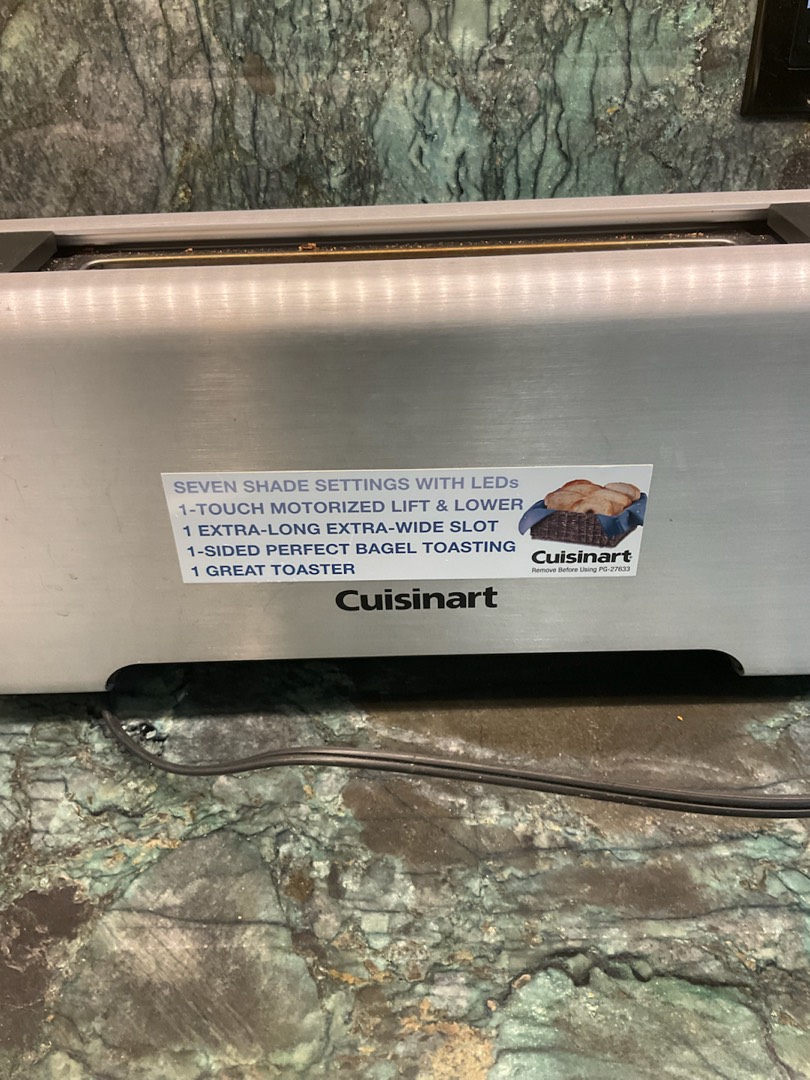 SEVEN SHADE SETTINGS WITH LEDs
1-TOUCH MOTORIZED LIFT & LOWER
1 EXTRA-LONG EXTRA-WIDE SLOT
1-SIDED PERFECT BAGEL TOASTING
1 GREAT TOASTER
Cuisinart
Remove Before Using PG-27633
Cuisinart